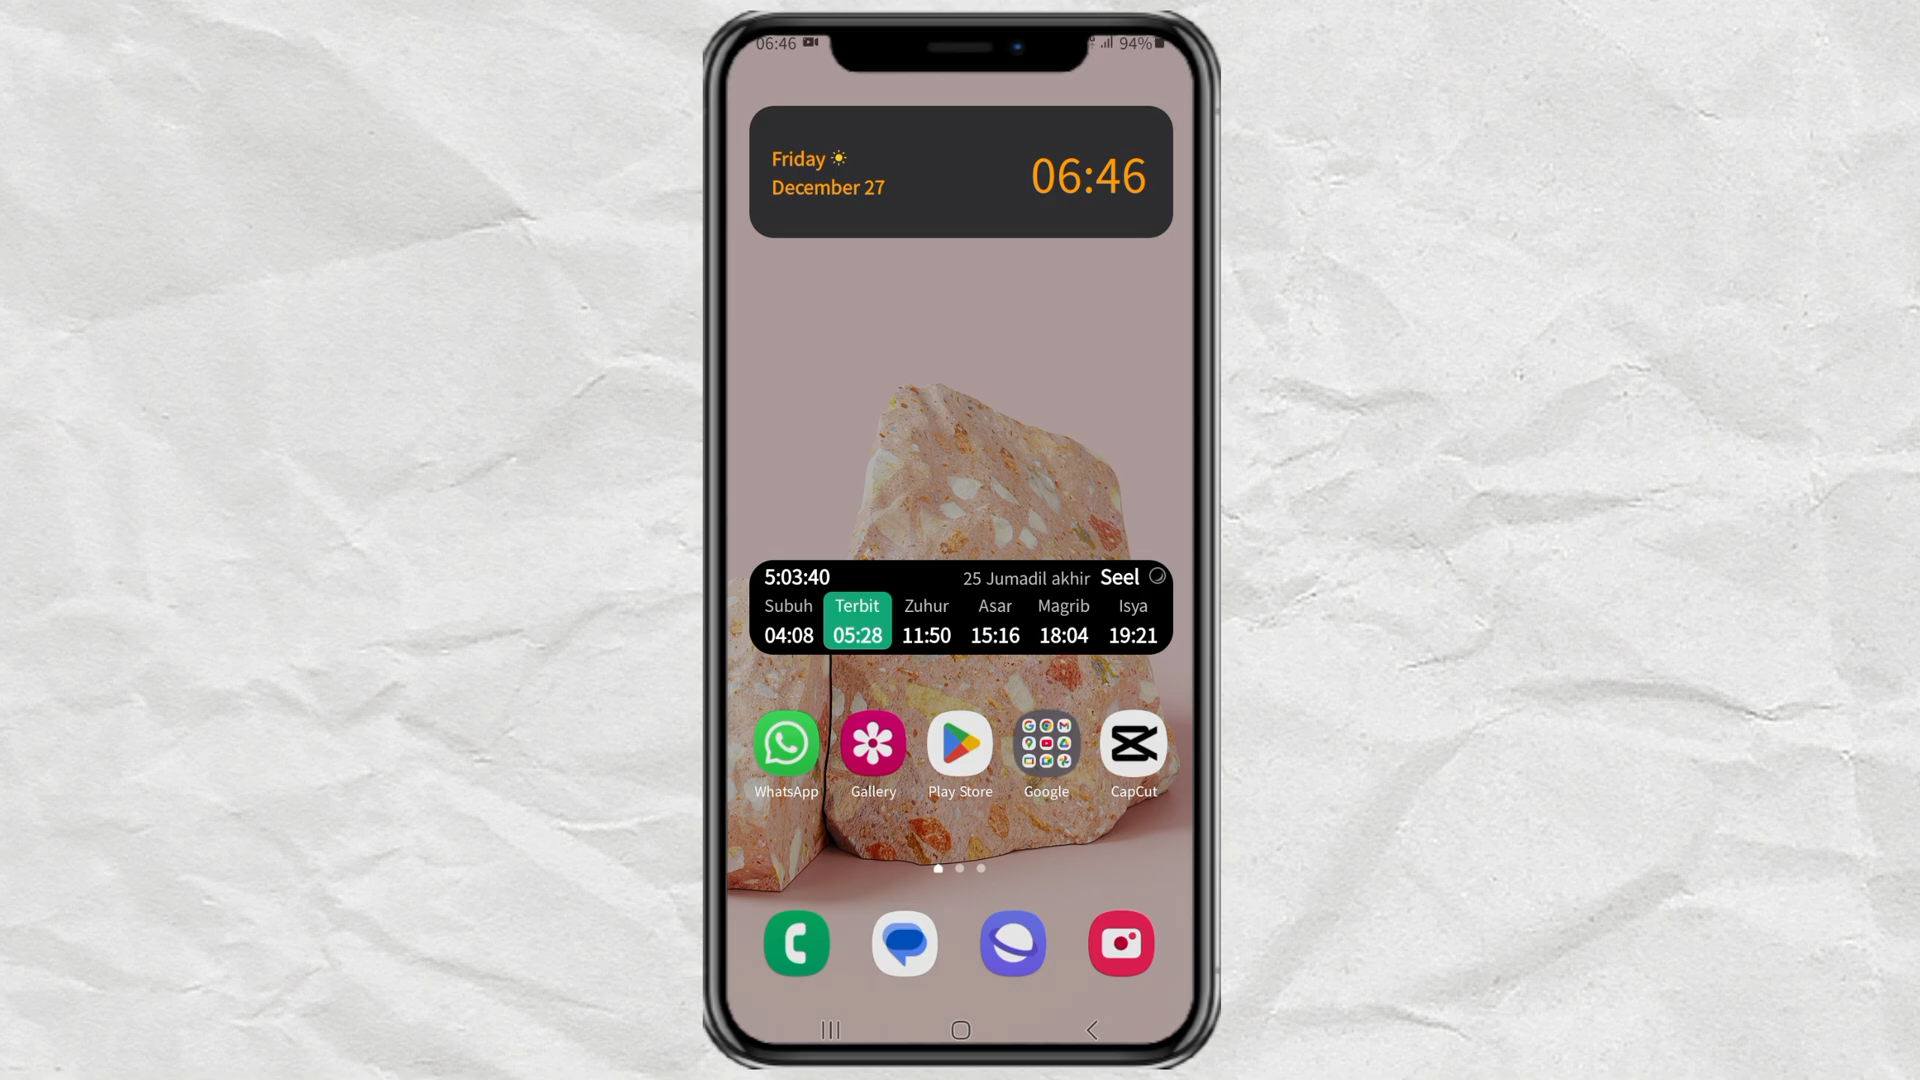 06:46
94%
Friday
December 27
06:46
5:03:40 25 Jumadil akhir Seel
Subuh Terbit Zuhur Asar Magrib Isya
04:08 05:28 11:50 15:16 18:04 19:21
WhatsApp Gallery Play Store Google CapCut